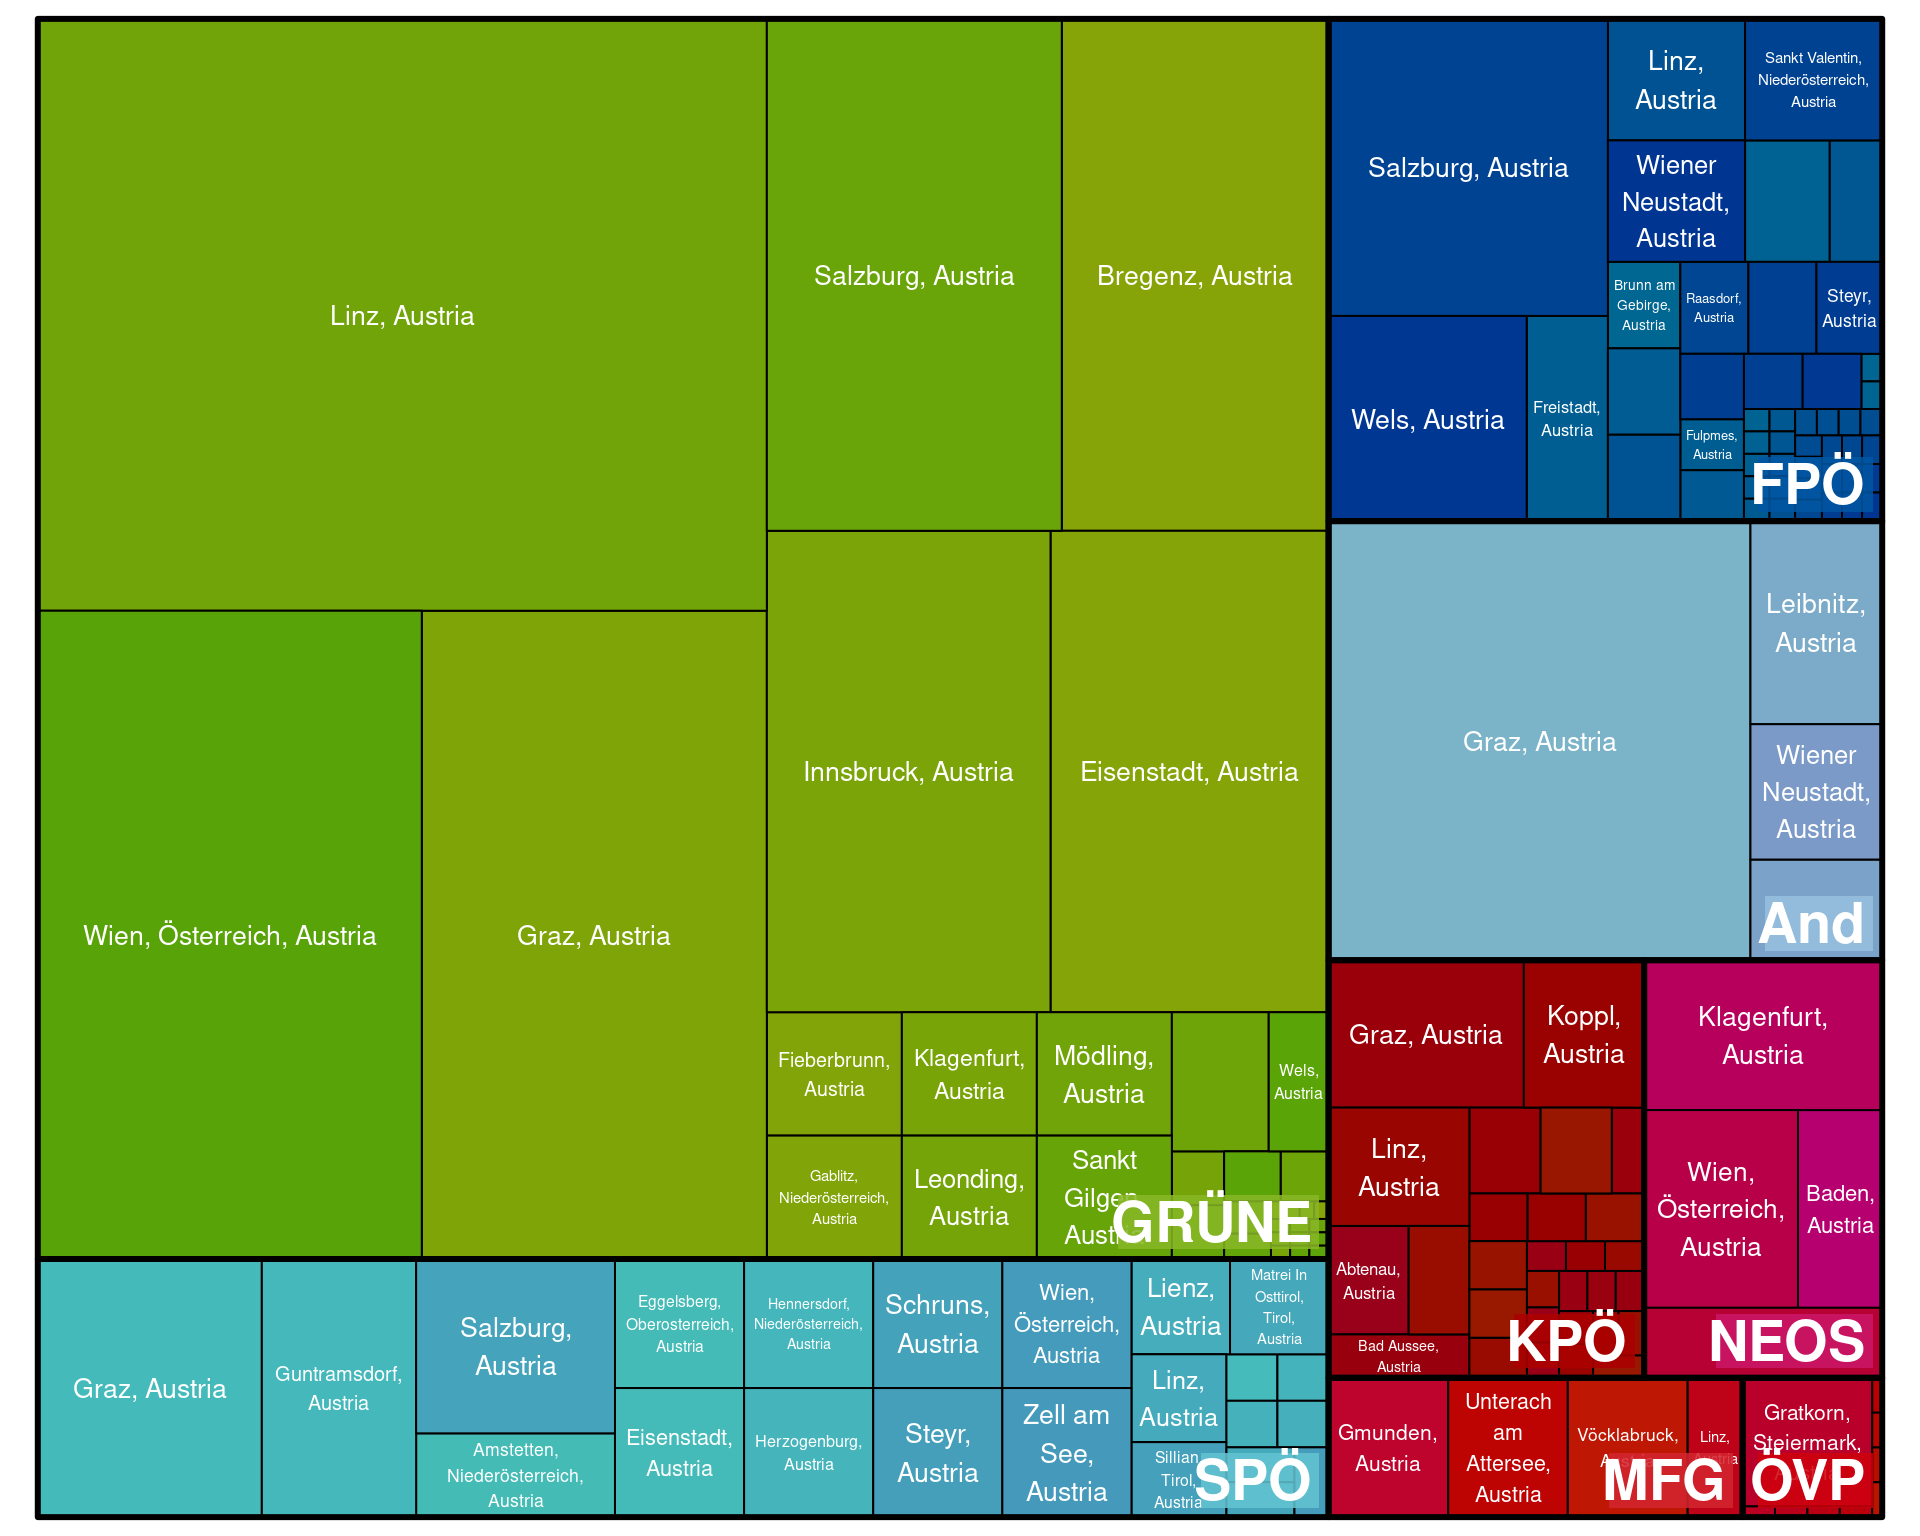 Linz, Austria
Salzburg, Austria
Bregenz, Austria
Wien, Österreich, Austria
Graz, Austria
Innsbruck, Austria
Eisenstadt, Austria
Fieberbrunn,
Austria
Klagenfurt,
Austria
Mödling,
Austria
Wels,
Austria
Gablitz,
Niederösterreich,
Austria
Leonding,
Austria
Sankt
Gilgen,
Austria
GRÜNE
Graz, Austria
Guntramsdorf,
Austria
Salzburg,
Austria
Amstetten,
Niederösterreich,
Austria
Eggelsberg,
Oberosterreich,
Austria
Eisenstadt,
Austria
Hennersdorf,
Niederösterreich,
Austria
Herzogenburg,
Austria
Schruns,
Austria
Steyr,
Austria
Wien,
Österreich,
Austria
Zell am
See,
Austria
Lienz,
Austria
Matrei In
Osttirol,
Tirol,
Austria
Linz,
Austria
Sillian,
Tirol,
Austria
SPÖ
Salzburg, Austria
Linz,
Austria
Sankt Valentin,
Niederösterreich,
Austria
Wiener
Neustadt,
Austria
Wels, Austria
Freistadt,
Austria
Brunn am
Gebirge,
Austria
Raasdorf,
Austria
Steyr,
Austria
Fulpmes,
Austria
FPÖ
Graz, Austria
Leibnitz,
Austria
Wiener
Neustadt,
Austria
And
Graz, Austria
Koppl,
Austria
Linz,
Austria
Abtenau,
Austria
Bad Aussee,
Austria
KPÖ
Klagenfurt,
Austria
Wien,
Österreich,
Austria
Baden,
Austria
NEOS
Gmunden,
Austria
Unterach
am
Attersee,
Austria
Vöcklabruck,
Austria
Linz,
Austria
MFG
Gratkorn,
Steiermark,
Austria
ÖVP